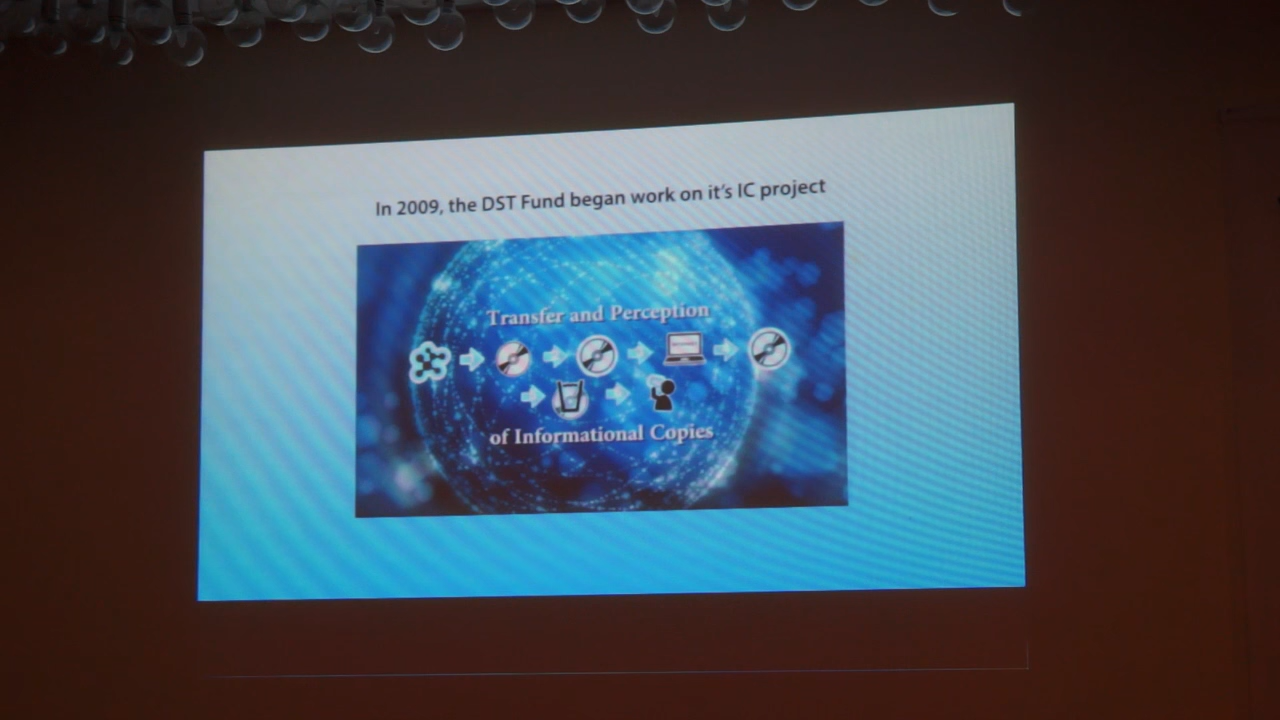 In 2009, the DST Fund began work on it's IC project
Transfer and Perception
of Informational Copies